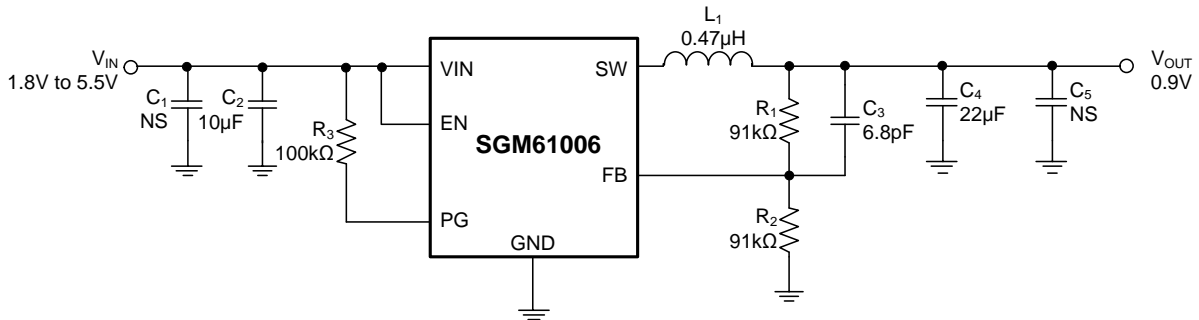 L1
0.47µH
VIN
1.8V to 5.5V
C1
NS
C2
10µF
R3
100kΩ
VIN
EN
PG
SGM61006
SW
FB
GND
R1
91kΩ
C3
6.8pF
R2
91kΩ
C4
22µF
C5
NS
VOUT
0.9V